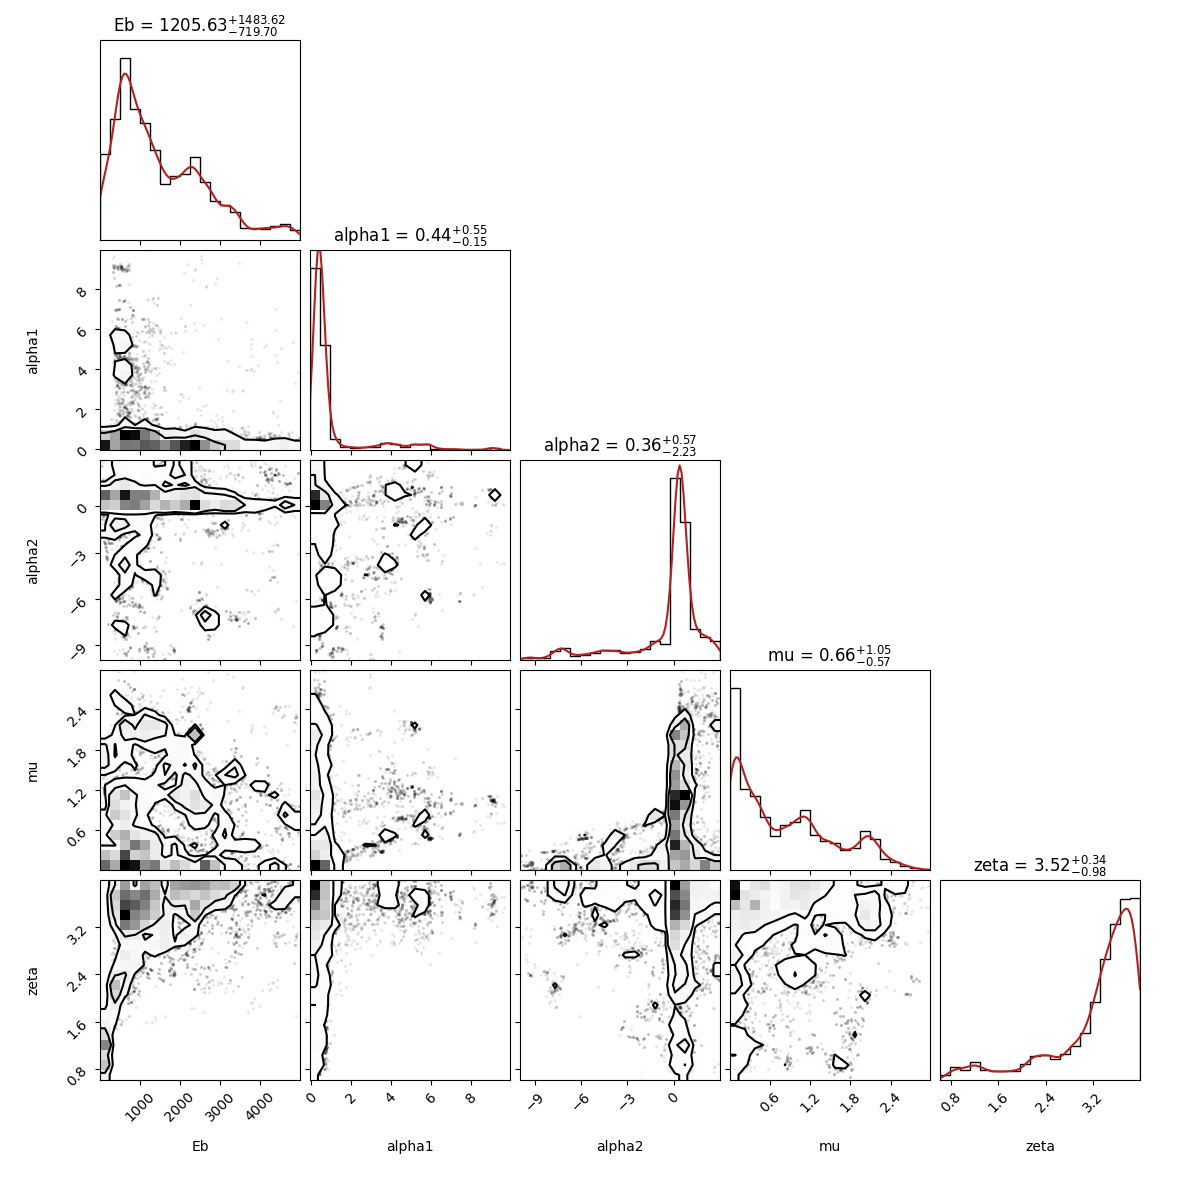 Eb = 1205.63+1483.62−719.70
alpha1 = 0.44+0.55−0.15
8
6
4
2
0
alpha1
alpha2 = 0.36+0.57−2.23
0
−3
−6
−9
alpha2
mu = 0.66+1.05−0.57
2.4
1.8
1.2
0.6
mu
zeta = 3.52+0.34−0.98
3.2
2.4
1.6
0.8
zeta
1000 2000 3000 4000 0 2 4 6 8 −9 −6 −3 0 0.6 1.2 1.8 2.4 0.8 1.6 2.4 3.2
Eb alpha1 alpha2 mu zeta